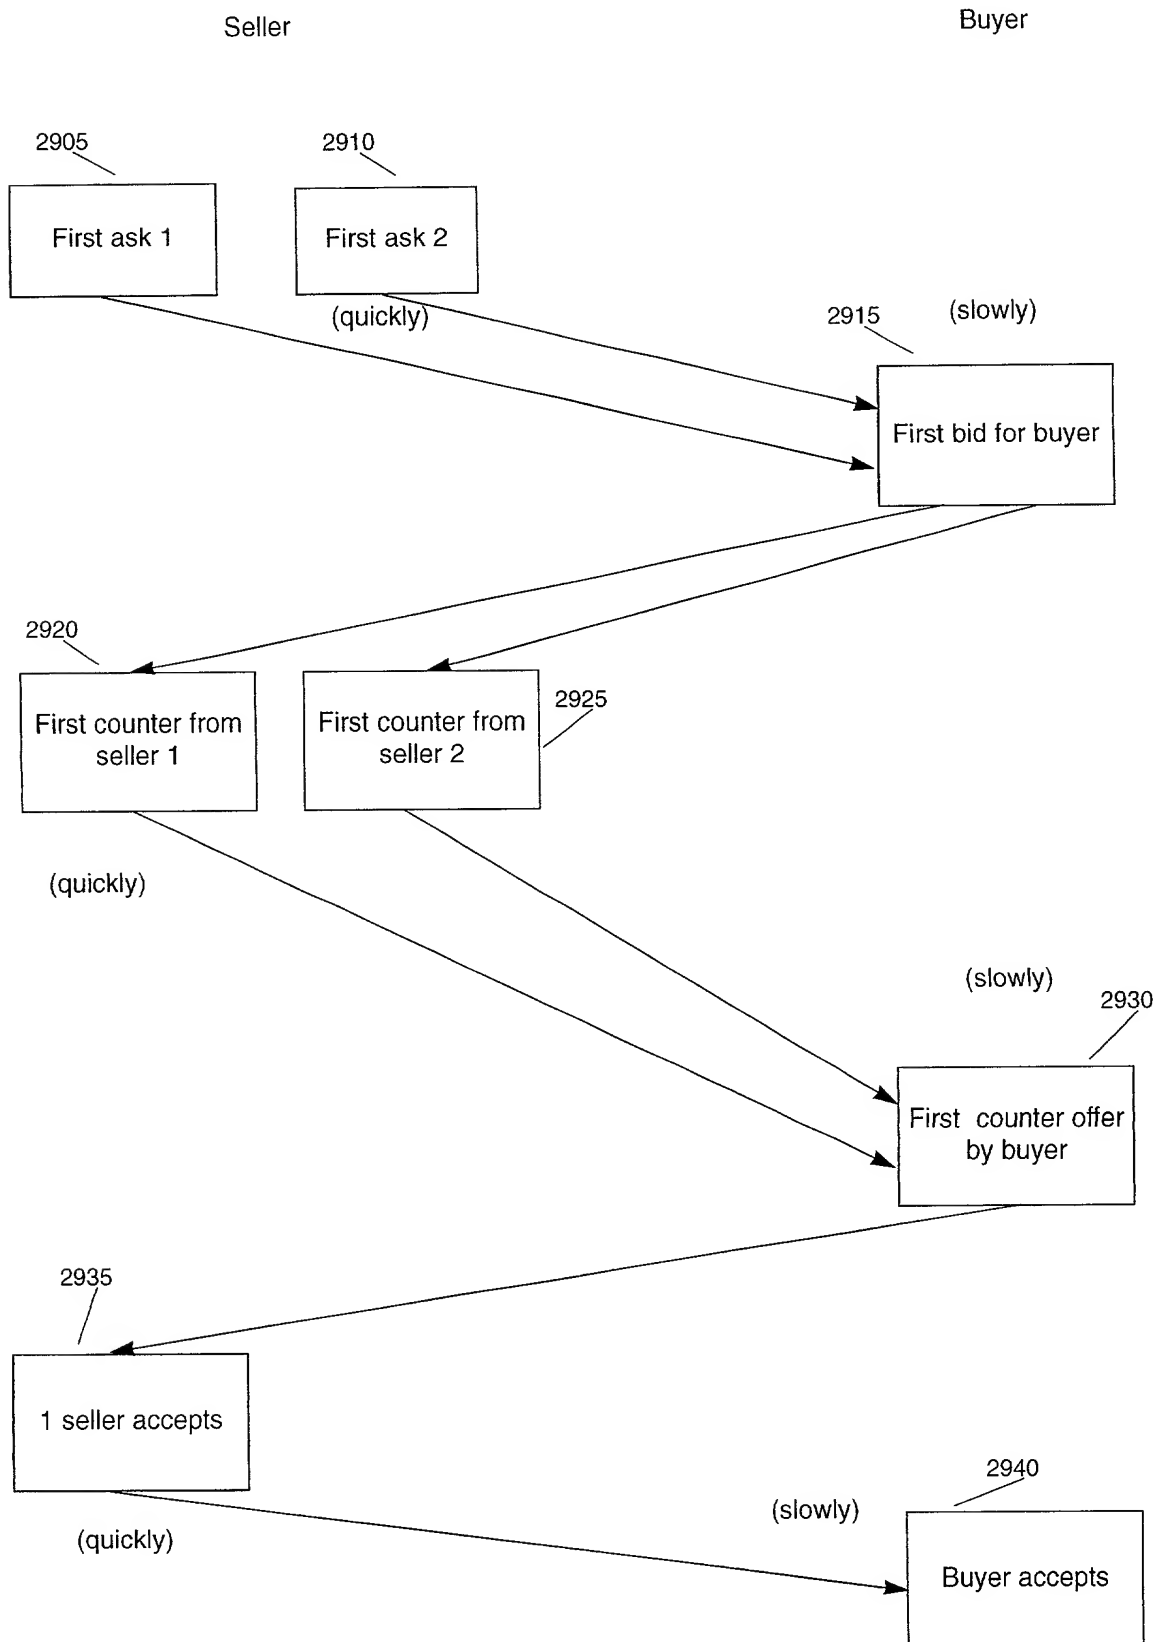 Seller
Buyer
2905
2910
First ask 1
First ask 2
(quickly)
2915
(slowly)
First bid for buyer
2920
First counter from
seller 1
First counter from
seller 2
2925
(quickly)
(slowly)
2930
First counter offer
by buyer
2935
1 seller accepts
(quickly)
2940
(slowly)
Buyer accepts